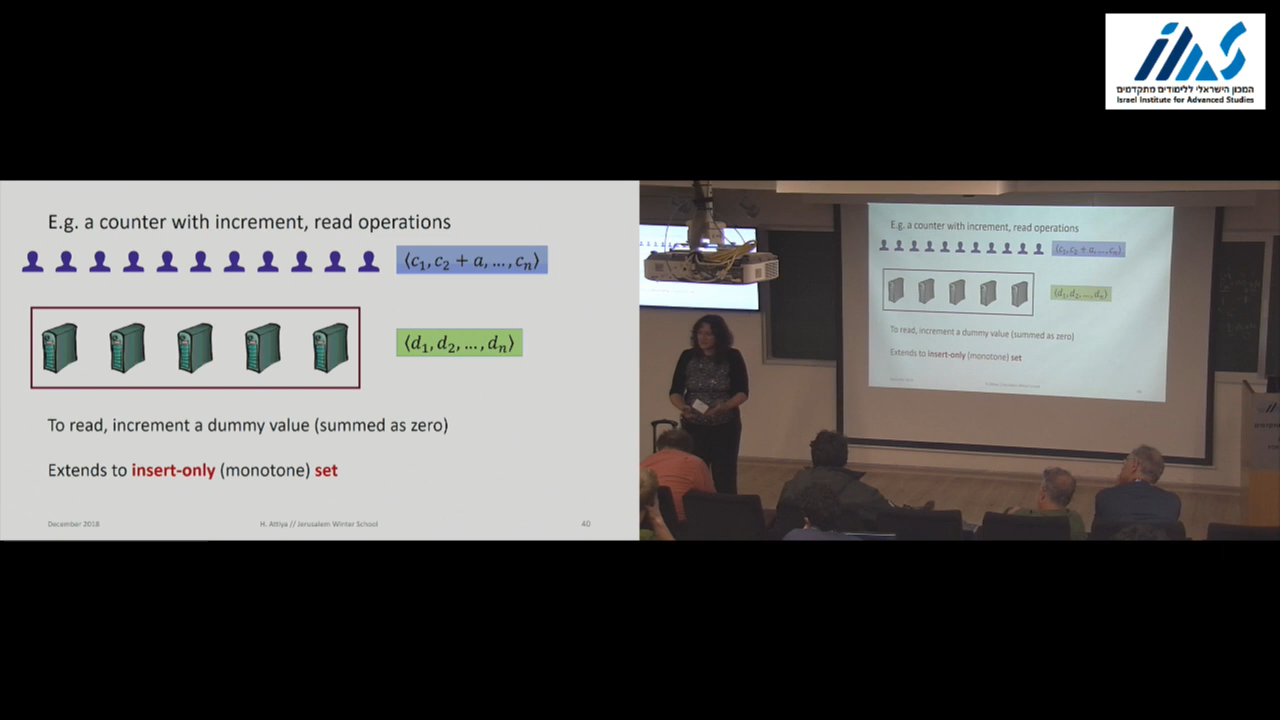 המכון הישראלי ללימודים מתקדמים
Israel Institute for Advanced Studies
E.g. a counter with increment, read operations
⟨c₁, c₂ + a, ..., cₙ⟩
⟨d₁, d₂, ..., dₙ⟩
To read, increment a dummy value (summed as zero)
Extends to insert-only (monotone) set
December 2018 H. Attiya // Jerusalem Winter School 40
E.g. a counter with increment, read operations
⟨c₁, c₂ + a, ..., cₙ⟩
⟨d₁, d₂, ..., dₙ⟩
To read, increment a dummy value (summed as zero)
Extends to insert-only (monotone) set